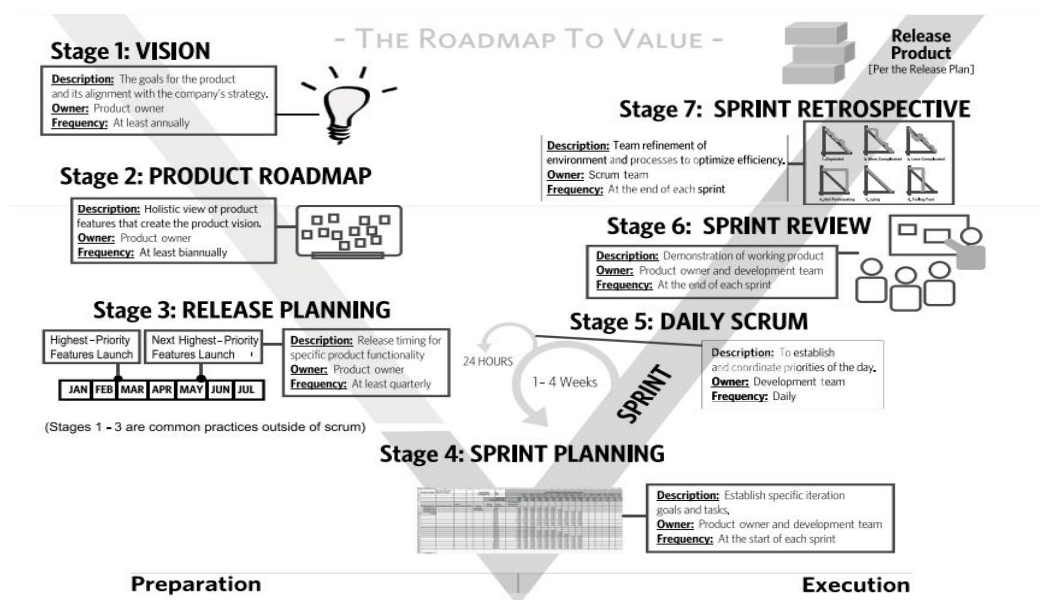 - THE ROADMAP TO VALUE -
Stage 1: VISION
Description: The goals for the product
and its alignment with the company's strategy.
Owner: Product owner
Frequency: At least annually
Stage 2: PRODUCT ROADMAP
Description: Holistic view of product
features that create the product vision.
Owner: Product owner
Frequency: At least biannually
Stage 3: RELEASE PLANNING
Highest-Priority
Features Launch
Next Highest-Priority
Features Launch
JAN FEB MAR APR MAY JUN JUL
Description: Release timing for
specific product functionality
Owner: Product owner
Frequency: At least quarterly
(Stages 1 - 3 are common practices outside of scrum)
Release
Product
[Per the Release Plan]
Stage 7: SPRINT RETROSPECTIVE
Description: Team refinement of
environment and processes to optimize efficiency.
Owner: Scrum team
Frequency: At the end of each sprint
Stage 6: SPRINT REVIEW
Description: Demonstration of working product
Owner: Product owner and development team
Frequency: At the end of each sprint
Stage 5: DAILY SCRUM
Description: To establish
and coordinate priorities of the day.
Owner: Development team
Frequency: Daily
24 HOURS
1- 4 Weeks
SPRINT
Stage 4: SPRINT PLANNING
Description: Establish specific iteration
goals and tasks.
Owner: Product owner and development team
Frequency: At the start of each sprint
Preparation
Execution